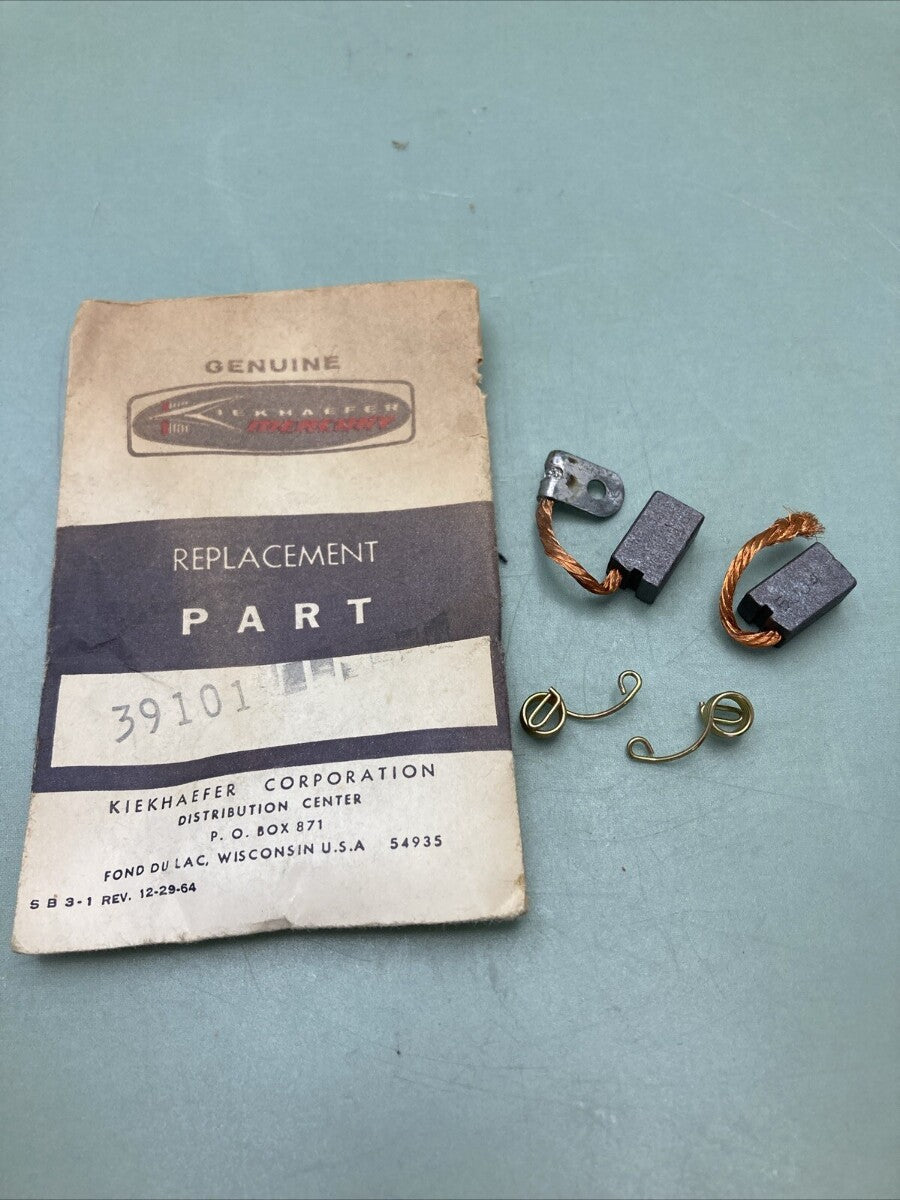 GENUINE
KIEKHAEFER
MERCURY
REPLACEMENT
PART
39101
KIEKHAEFER CORPORATION
DISTRIBUTION CENTER
P. O. BOX 871
FOND DU LAC, WISCONSIN U.S.A 54935
S B 3-1 REV. 12-29-64